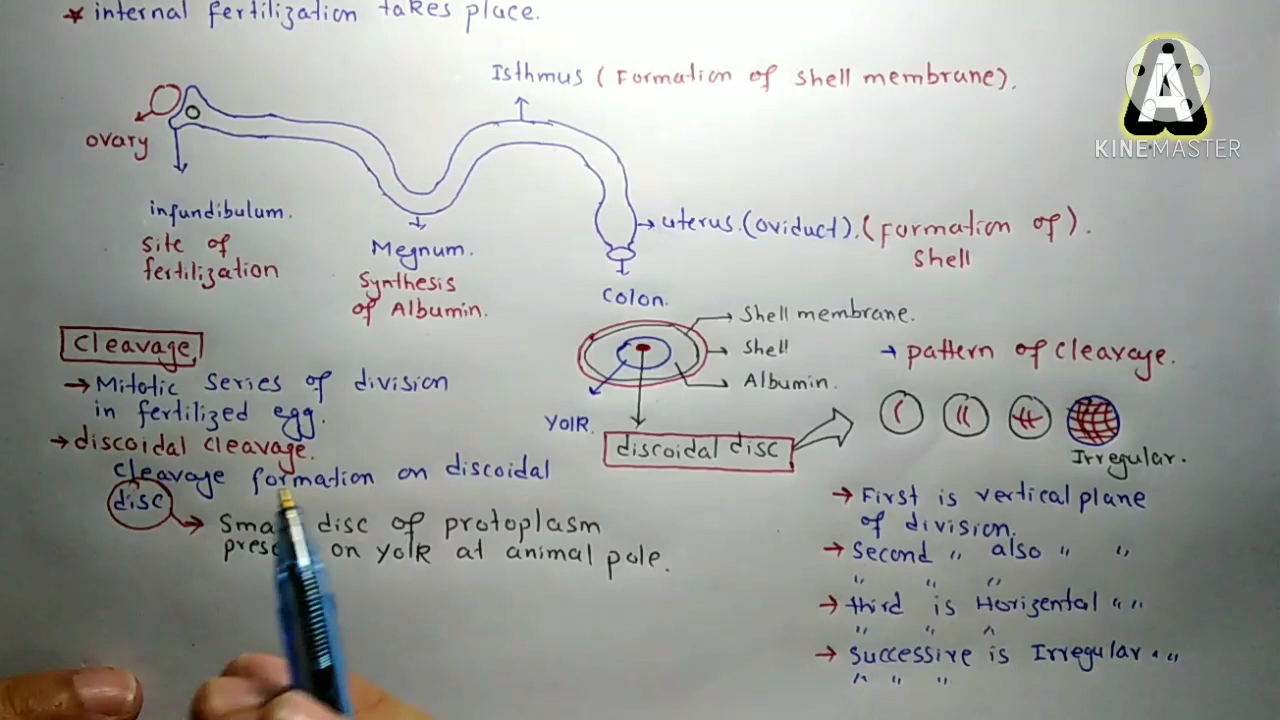 ★ internal fertilization takes place.
Isthmus (Formation of shell membrane).
ovary
infundibulum.
site of
fertilization
Megnum.
Synthesis
of Albumin.
uterus.(oviduct).(Formation of).
Shell
Colon.
KINEMASTER
Cleavage
→ Mitotic series of division
in fertilized egg.
→ discoidal cleavage.
cleavage formation on discoidal
disc
→ Small disc of protoplasm
on yolk at animal pole.
Shell membrane.
Shell
Albumin.
Yolk.
discoidal disc
→ pattern of cleavage.
Irregular.
→ First is vertical plane
of division.
→ Second " also " "
" " "
→ third is Horizental " "
" " "
→ Successive is Irregular " "
" " "